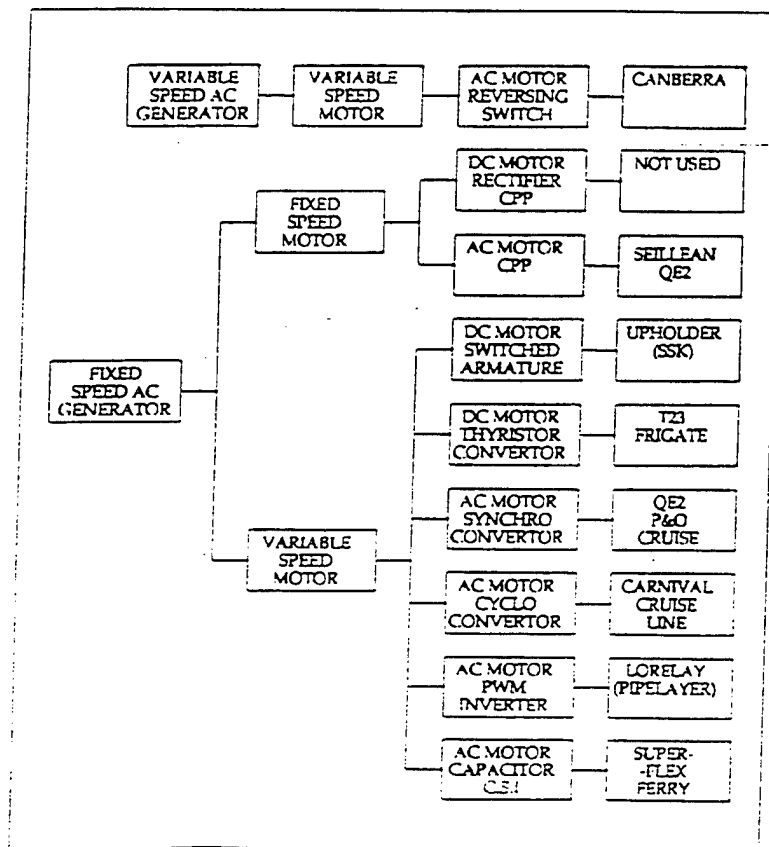 VARIABLE
SPEED AC
GENERATOR
VARIABLE
SPEED
MOTOR
AC MOTOR
REVERSING
SWITCH
CANBERRA
FIXED
SPEED AC
GENERATOR
FIXED
SPEED
MOTOR
DC MOTOR
RECTIFIER
CPP
NOT USED
AC MOTOR
CPP
SEILLEAN
QE2
VARIABLE
SPEED
MOTOR
DC MOTOR
SWITCHED
ARMATURE
UPHOLDER
(SSK)
DC MOTOR
THYRISTOR
CONVERTOR
T23
FRIGATE
AC MOTOR
SYNCHRO
CONVERTOR
QE2
P&O
CRUISE
AC MOTOR
CYCLO
CONVERTOR
CARNIVAL
CRUISE
LINE
AC MOTOR
PWM
INVERTER
LORELAY
(PIPELAYER)
AC MOTOR
CAPACITOR
SUPER-
-FLEX
FERRY